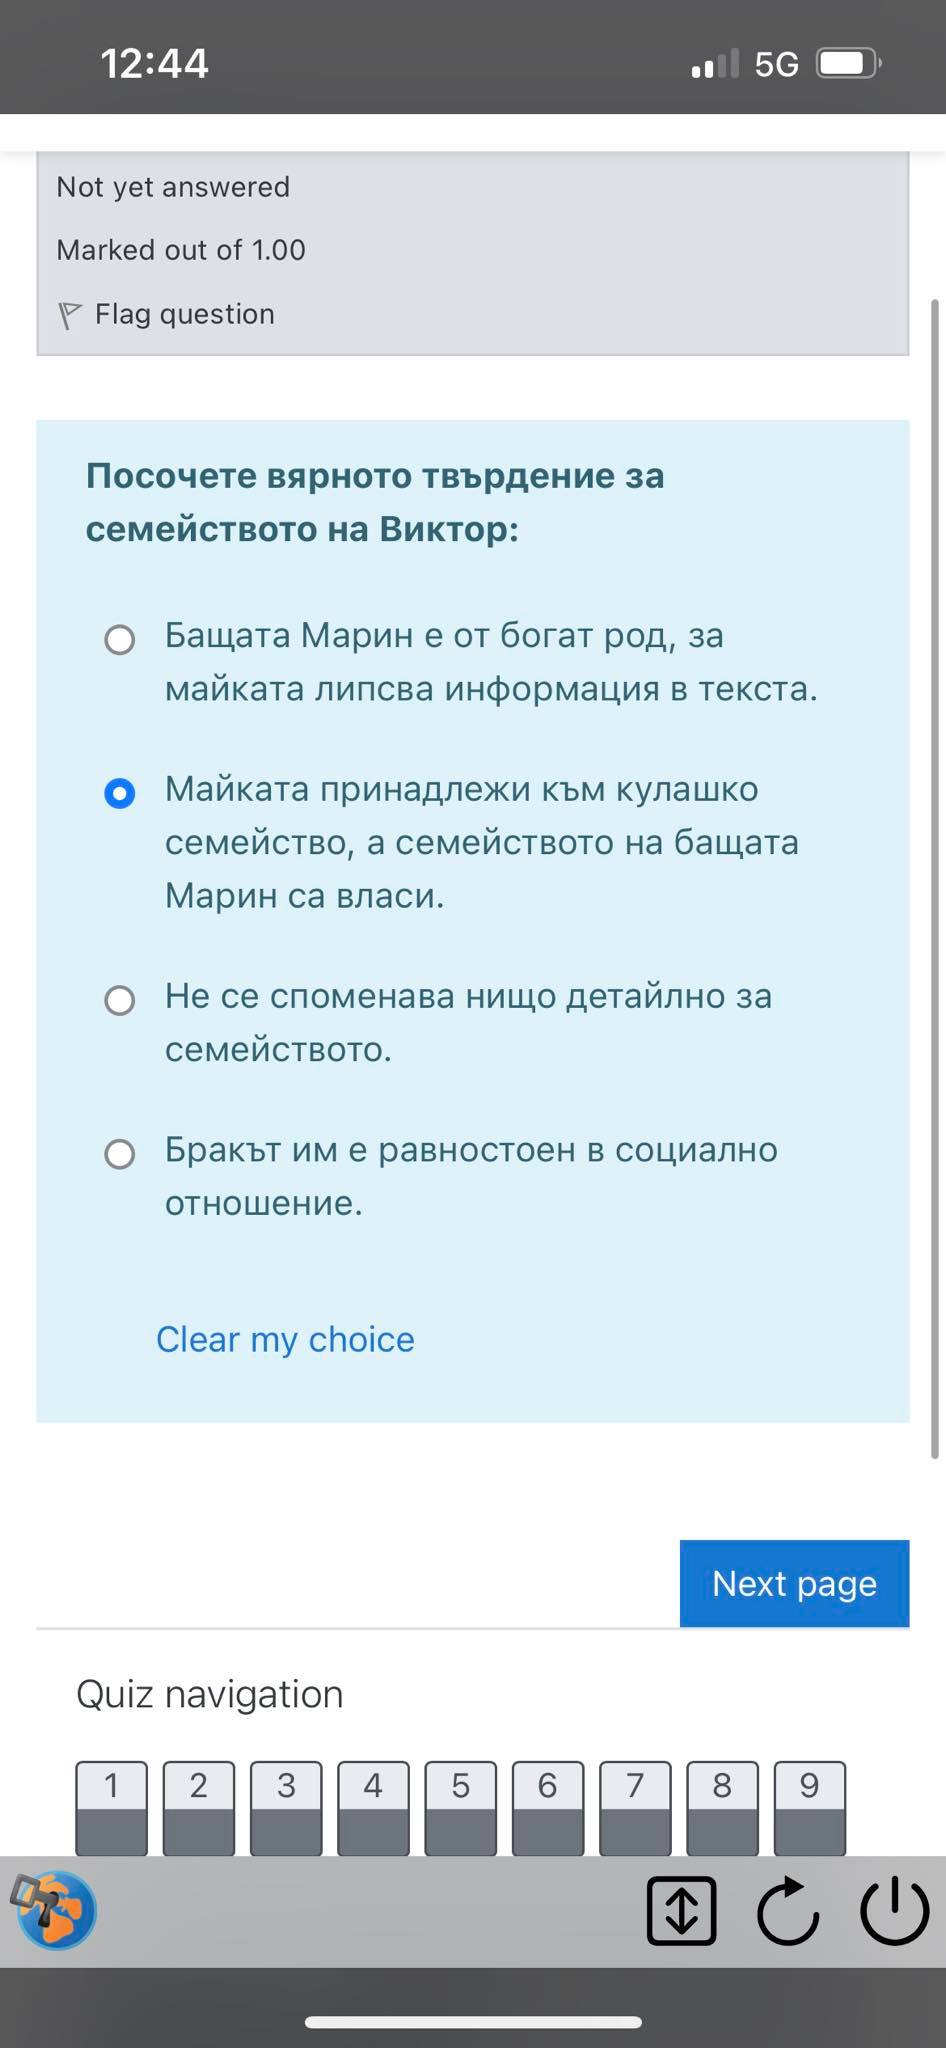 12:44
5G
Not yet answered
Marked out of 1.00
Flag question
Посочете вярното твърдение за
семейството на Виктор:
Бащата Марин е от богат род, за
майката липсва информация в текста.
Майката принадлежи към кулашко
семейство, а семейството на бащата
Марин са власи.
Не се споменава нищо детайлно за
семейството.
Бракът им е равностоен в социално
отношение.
Clear my choice
Next page
Quiz navigation
1 2 3 4 5 6 7 8 9